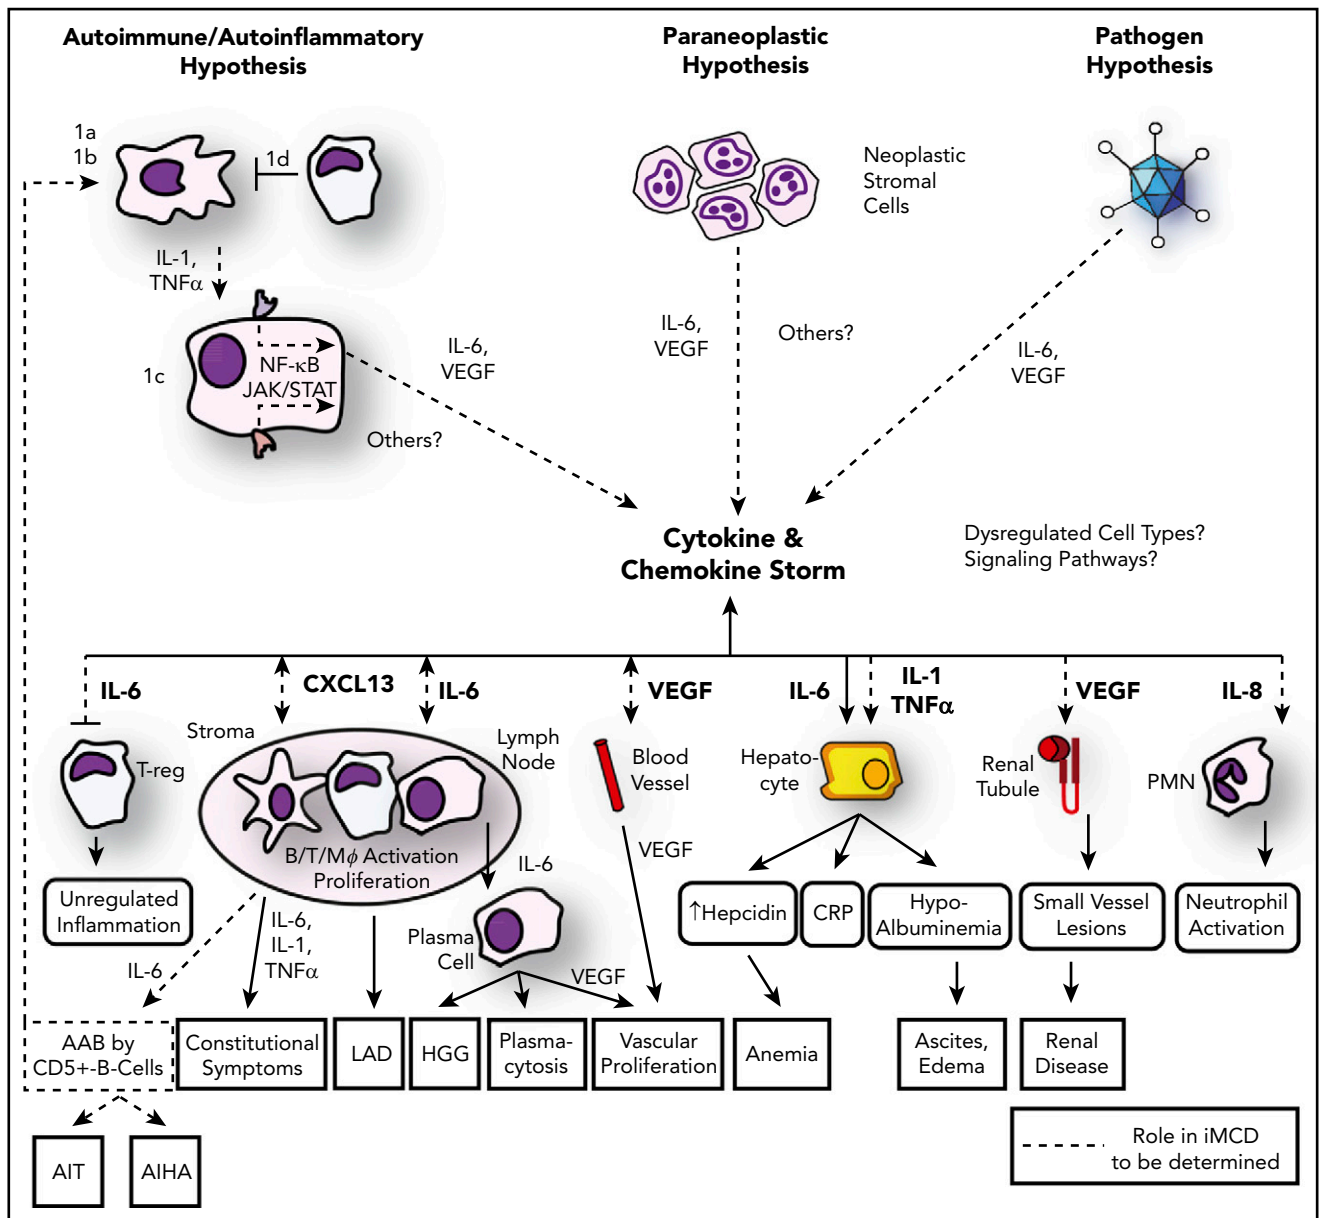 Autoimmune/Autoinflammatory
Hypothesis
Paraneoplastic
Hypothesis
Pathogen
Hypothesis
1a
1b
1d
Neoplastic
Stromal
Cells
IL-1,
TNFα
1c
NF-κB
JAK/STAT
Others?
IL-6,
VEGF
IL-6,
VEGF
Others?
IL-6,
VEGF
Cytokine &
Chemokine Storm
Dysregulated Cell Types?
Signaling Pathways?
IL-6
CXCL13
IL-6
VEGF
IL-6
IL-1
TNFα
VEGF
IL-8
T-reg
Stroma
Lymph
Node
B/T/Mϕ Activation
Proliferation
Blood
Vessel
Hepato-
cyte
Renal
Tubule
PMN
Unregulated
Inflammation
IL-6
IL-6,
IL-1,
TNFα
IL-6
Plasma
Cell
VEGF
VEGF
↑Hepcidin
CRP
Hypo-
Albuminemia
Small Vessel
Lesions
Neutrophil
Activation
AAB by
CD5+-B-Cells
Constitutional
Symptoms
LAD
HGG
Plasma-
cytosis
Vascular
Proliferation
Anemia
Ascites,
Edema
Renal
Disease
AIT
AIHA
Role in iMCD
to be determined